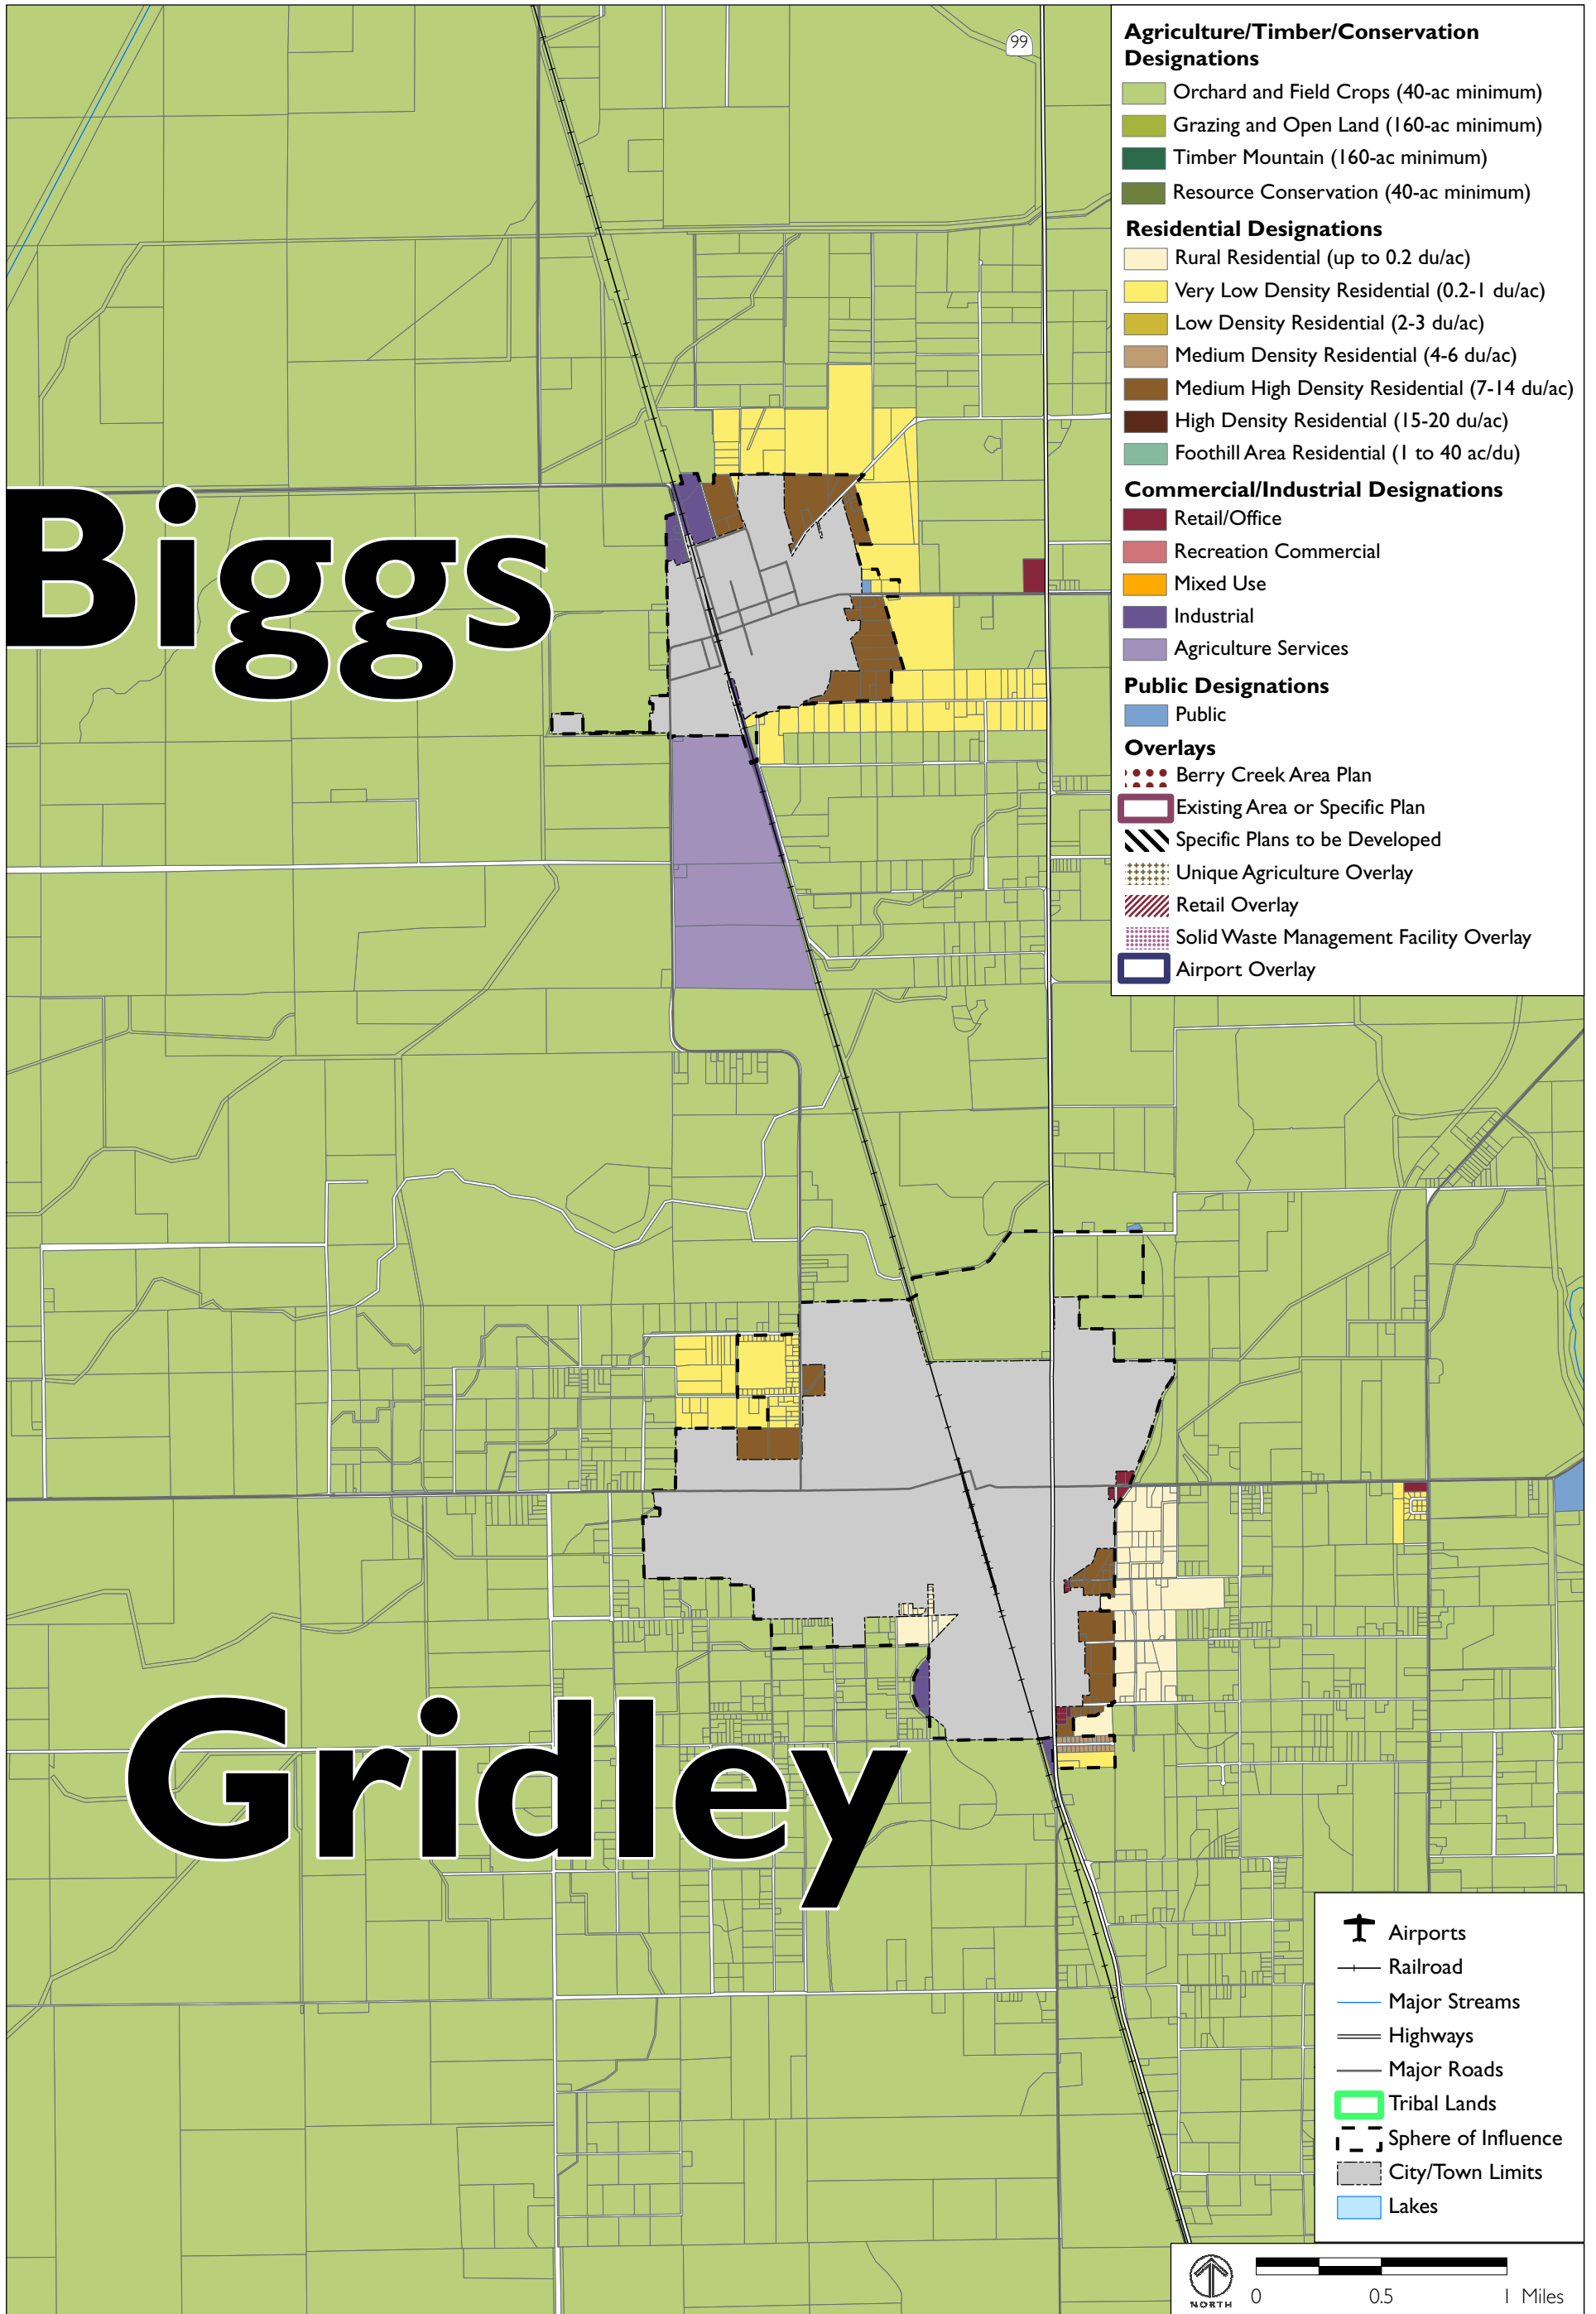 99
Agriculture/Timber/Conservation
Designations
Orchard and Field Crops (40-ac minimum)
Grazing and Open Land (160-ac minimum)
Timber Mountain (160-ac minimum)
Resource Conservation (40-ac minimum)
Residential Designations
Rural Residential (up to 0.2 du/ac)
Very Low Density Residential (0.2-1 du/ac)
Low Density Residential (2-3 du/ac)
Medium Density Residential (4-6 du/ac)
Medium High Density Residential (7-14 du/ac)
High Density Residential (15-20 du/ac)
Foothill Area Residential (1 to 40 ac/du)
Commercial/Industrial Designations
Retail/Office
Recreation Commercial
Mixed Use
Industrial
Agriculture Services
Public Designations
Public
Overlays
Berry Creek Area Plan
Existing Area or Specific Plan
Specific Plans to be Developed
Unique Agriculture Overlay
Retail Overlay
Solid Waste Management Facility Overlay
Airport Overlay
Biggs
Gridley
Airports
Railroad
Major Streams
Highways
Major Roads
Tribal Lands
Sphere of Influence
City/Town Limits
Lakes
NORTH
0 0.5 1 Miles